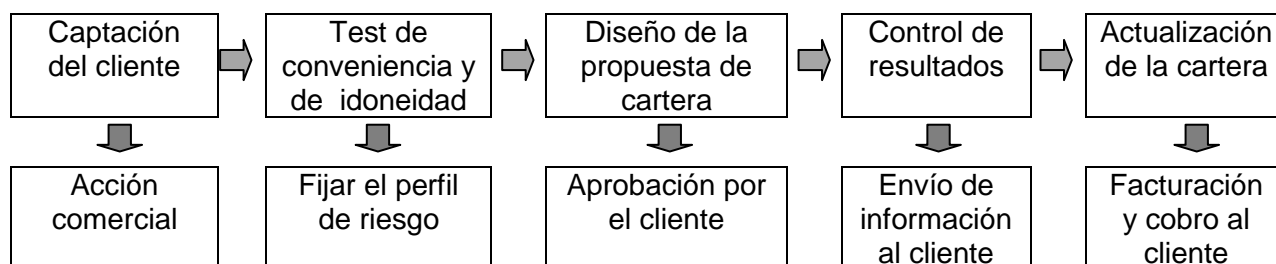 Captación
del cliente
Test de
conveniencia y
de idoneidad
Diseño de la
propuesta de
cartera
Control de
resultados
Actualización
de la cartera
Acción
comercial
Fijar el perfil
de riesgo
Aprobación por
el cliente
Envío de
información
al cliente
Facturación
y cobro al
cliente